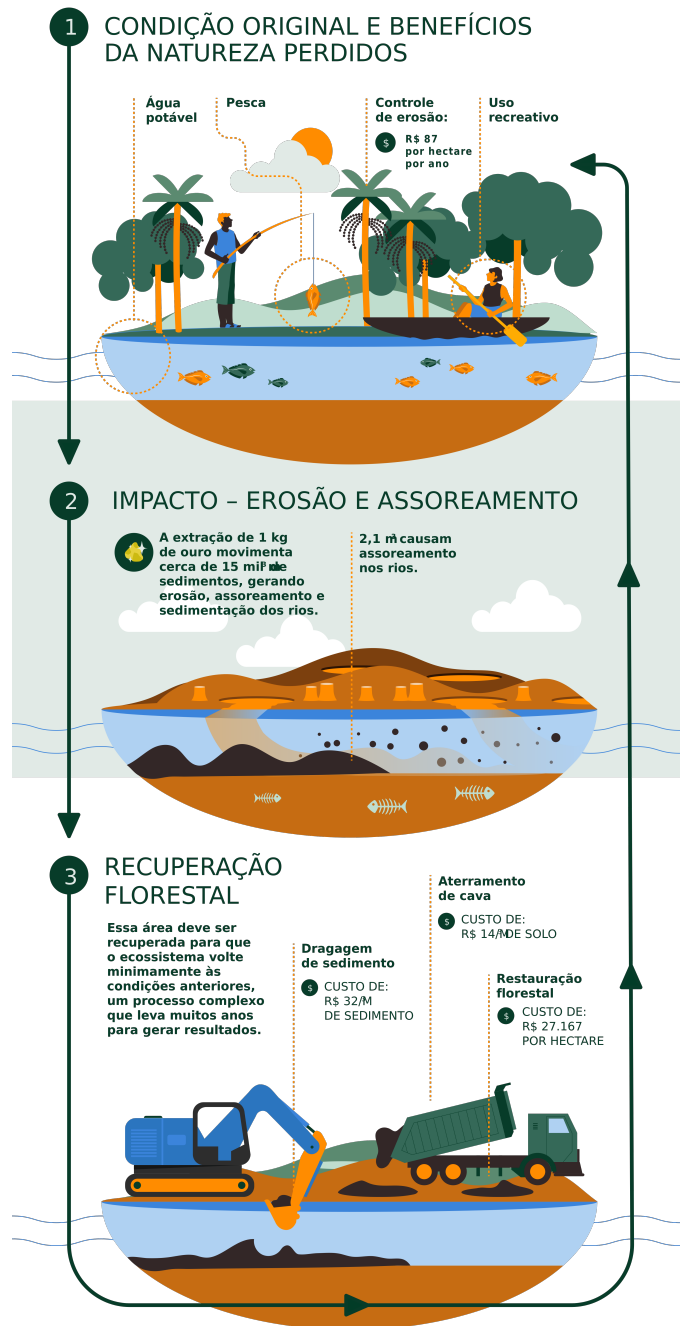 1
CONDIÇÃO ORIGINAL E BENEFÍCIOS
DA NATUREZA PERDIDOS
Água
potável
Pesca
Controle
de erosão:
$
R$ 87
por hectare
por ano
Uso
recreativo
2
IMPACTO – EROSÃO E ASSOREAMENTO
A extração de 1 kg
de ouro movimenta
cerca de 15 mil m³ de
sedimentos, gerando
erosão, assoreamento e
sedimentação dos rios.
2,1 m³ causam
assoreamento
nos rios.
3
RECUPERAÇÃO
FLORESTAL
Essa área deve ser
recuperada para que
o ecossistema volte
minimamente às
condições anteriores,
um processo complexo
que leva muitos anos
para gerar resultados.
Dragagem
de sedimento
$
CUSTO DE:
R$ 32/M³
DE SEDIMENTO
Aterramento
de cava
$
CUSTO DE:
R$ 14/M³ DE SOLO
Restauração
florestal
$
CUSTO DE:
R$ 27.167
POR HECTARE